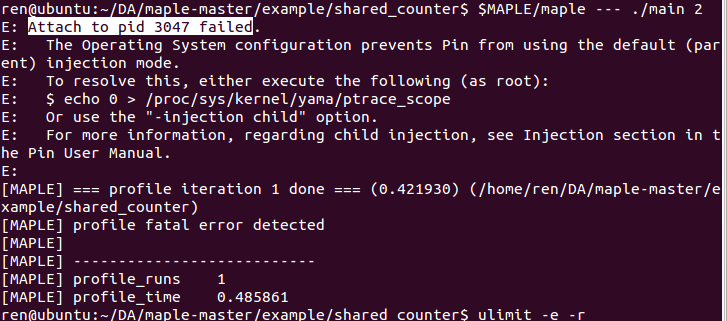 ren@ubuntu:~/DA/maple-master/example/shared_counter$ $MAPLE/maple --- ./main 2
E: Attach to pid 3047 failed.
E:   The Operating System configuration prevents Pin from using the default (par
ent) injection mode.
E:   To resolve this, either execute the following (as root):
E:   $ echo 0 > /proc/sys/kernel/yama/ptrace_scope
E:   Or use the "-injection child" option.
E:   For more information, regarding child injection, see Injection section in t
he Pin User Manual.
E:
[MAPLE] === profile iteration 1 done === (0.421930) (/home/ren/DA/maple-master/e
xample/shared_counter)
[MAPLE] profile fatal error detected
[MAPLE]
[MAPLE] ---------------------------
[MAPLE] profile_runs    1
[MAPLE] profile_time    0.485861
ren@ubuntu:~/DA/maple-master/example/shared_counter$ ulimit -e -r